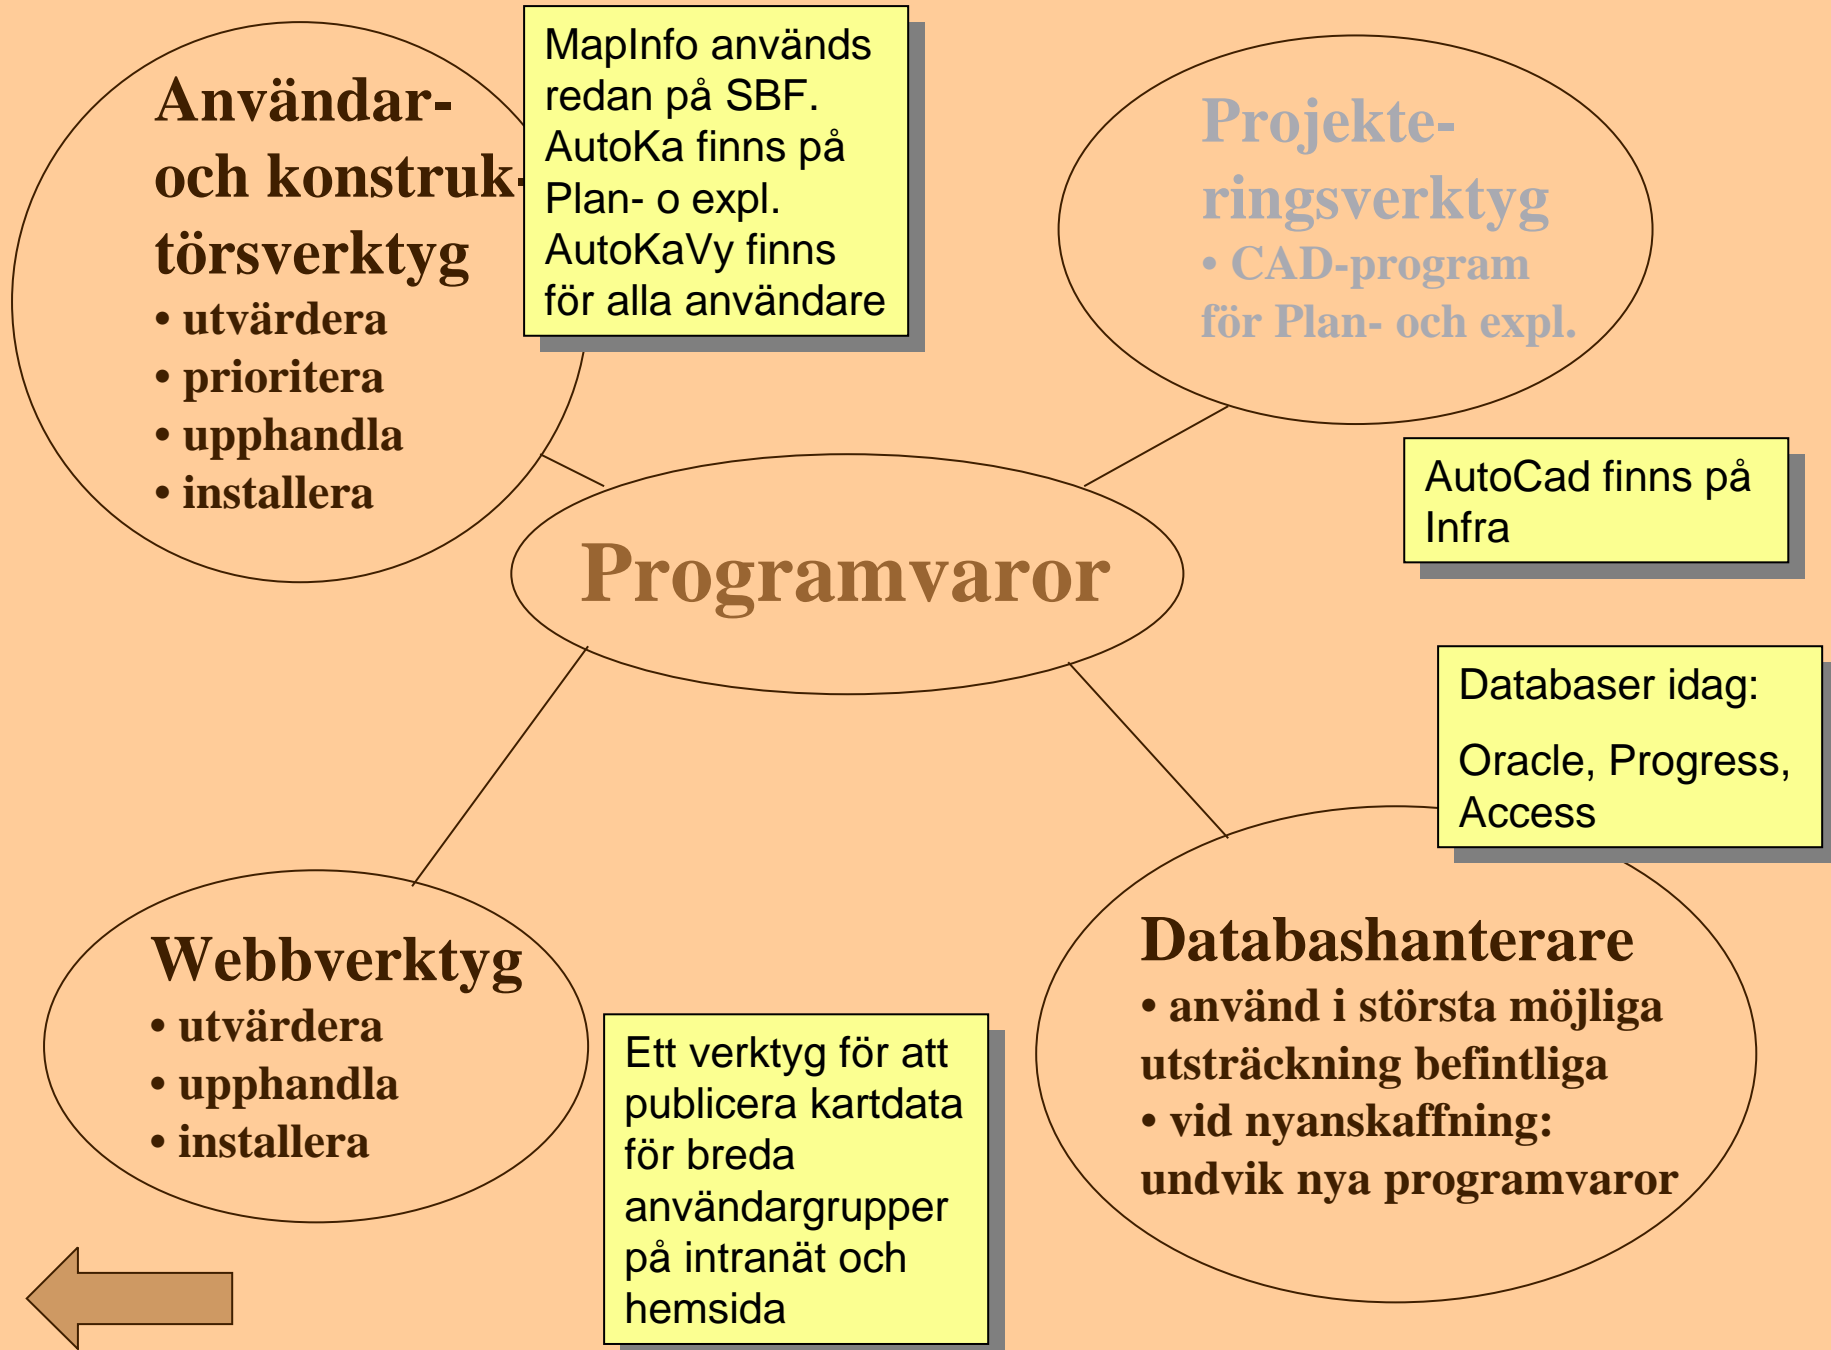 Användar-
och konstruk-
törsverktyg
• utvärdera
• prioritera
• upphandla
• installera
MapInfo används
redan på SBF.
AutoKa finns på
Plan- o expl.
AutoKaVy finns
för alla användare
Projekte-
ringsverktyg
• CAD-program
för Plan- och expl.
AutoCad finns på
Infra
Programvaror
Databaser idag:
Oracle, Progress,
Access
Webbverktyg
• utvärdera
• upphandla
• installera
Ett verktyg för att
publicera kartdata
för breda
användargrupper
på intranät och
hemsida
Databashanterare
• använd i största möjliga
utsträckning befintliga
• vid nyanskaffning:
undvik nya programvaror